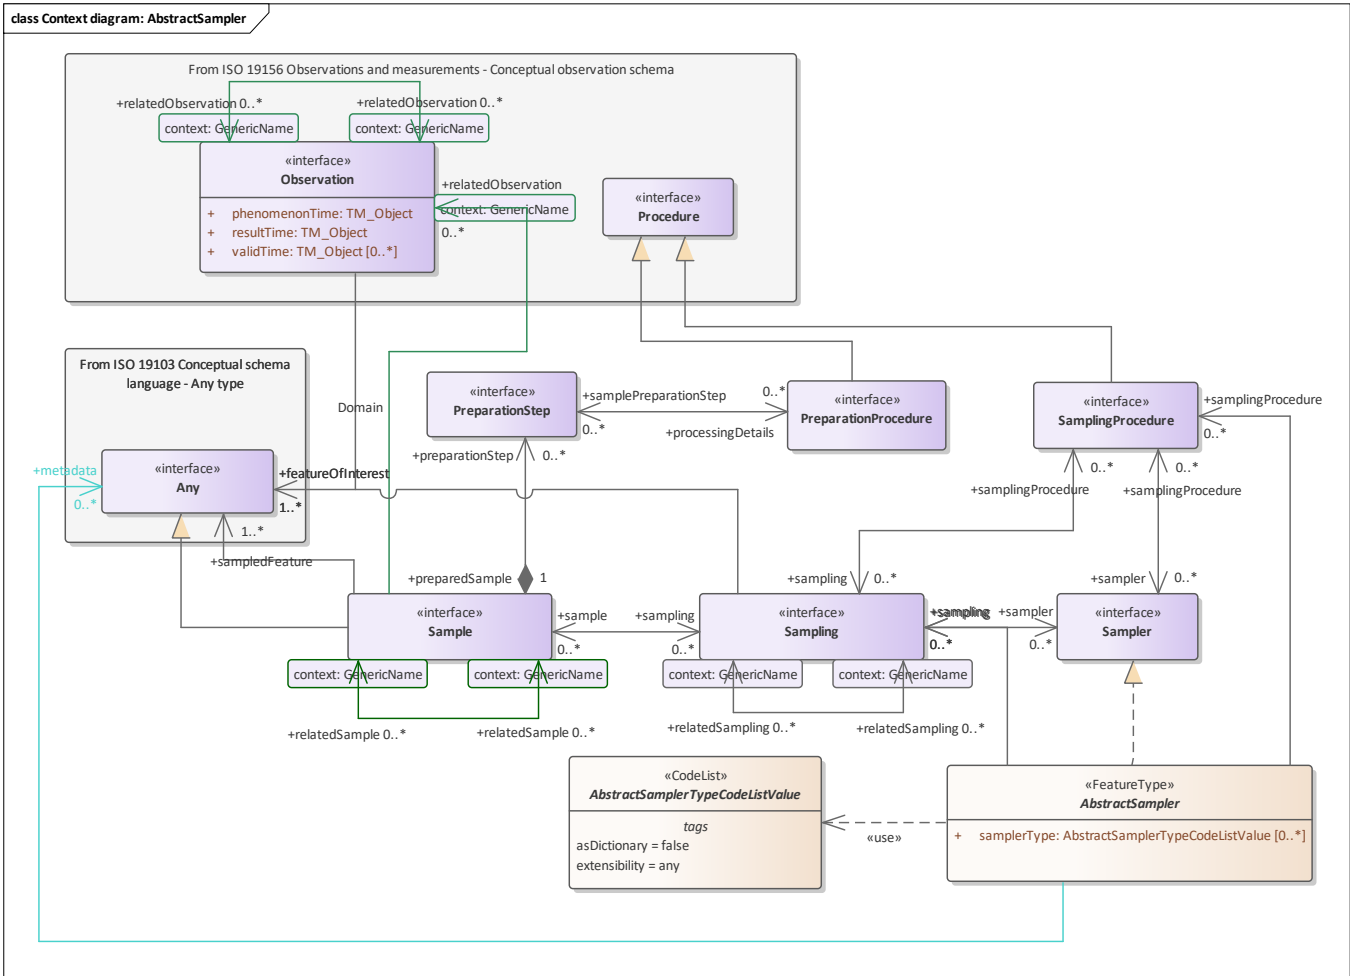 class Context diagram: AbstractSampler
From ISO 19156 Observations and measurements - Conceptual observation schema
+relatedObservation 0..*
+relatedObservation 0..*
context: GenericName
context: GenericName
«interface»
Observation
+ phenomenonTime: TM_Object
+ resultTime: TM_Object
+ validTime: TM_Object [0..*]
+relatedObservation
context: GenericName
0..*
«interface»
Procedure
From ISO 19103 Conceptual schema
language - Any type
«interface»
Any
+metadata
0..*
Domain
+featureOfInterest
1..*
1..*
+sampledFeature
«interface»
PreparationStep
+samplePreparationStep
0..*
0..*
+processingDetails
«interface»
PreparationProcedure
+preparationStep
0..*
«interface»
SamplingProcedure
+samplingProcedure
0..*
0..*
0..*
+samplingProcedure
+samplingProcedure
+preparedSample
1
+sampling
0..*
+sampler
0..*
«interface»
Sample
+sample
0..*
+sampling
0..*
«interface»
Sampling
+sampling
0..*
+sampler
0..*
«interface»
Sampler
context: GenericName
context: GenericName
context: GenericName
context: GenericName
+relatedSample 0..*
+relatedSample 0..*
+relatedSampling 0..*
+relatedSampling 0..*
«CodeList»
AbstractSamplerTypeCodeListValue
tags
asDictionary = false
extensibility = any
«use»
«FeatureType»
AbstractSampler
+ samplerType: AbstractSamplerTypeCodeListValue [0..*]